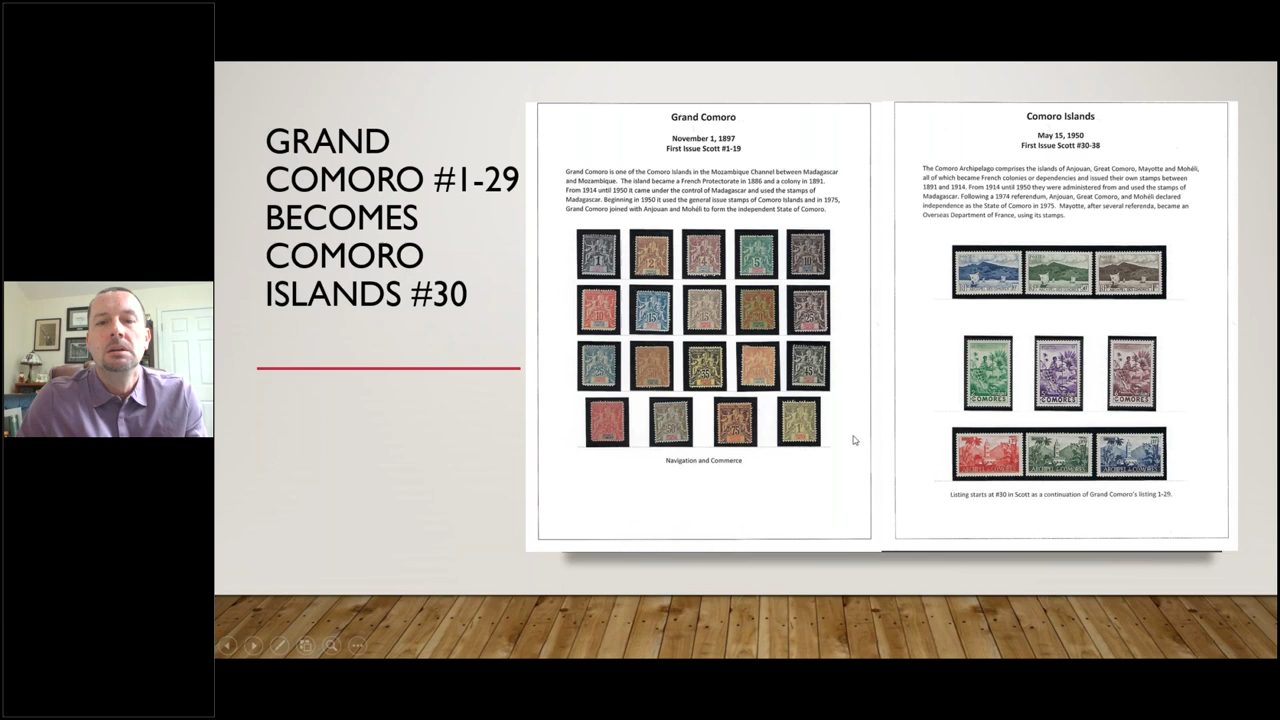 GRAND
COMORO #1-29
BECOMES
COMORO
ISLANDS #30
Grand Comoro
November 1, 1897
First Issue Scott #1-19
Grand Comoro is one of the Comoro Islands in the Mozambique Channel between Madagascar
and Mozambique. The island became a French Protectorate in 1886 and a colony in 1891.
From 1914 until 1950 it came under the control of Madagascar and used the stamps of
Madagascar. Beginning in 1950 it used the general issue stamps of Comoro Islands and in 1975,
Grand Comoro joined with Anjouan and Mohéli to form the independent State of Comoro.
Navigation and Commerce
Comoro Islands
May 15, 1950
First Issue Scott #30-38
The Comoro Archipelago comprises the islands of Anjouan, Great Comoro, Mayotte and Mohéli,
all of which became French colonies or dependencies and issued their own stamps between
1891 and 1914. From 1914 until 1950 they were administered from and used the stamps of
Madagascar. Following a 1974 referendum, Anjouan, Great Comoro, and Mohéli declared
independence as the State of Comoro in 1975. Mayotte, after several referenda, became an
Overseas Department of France, using its stamps.
COMORES
COMORES
COMORES
Listing starts at #30 in Scott as a continuation of Grand Comoro's listing 1-29.